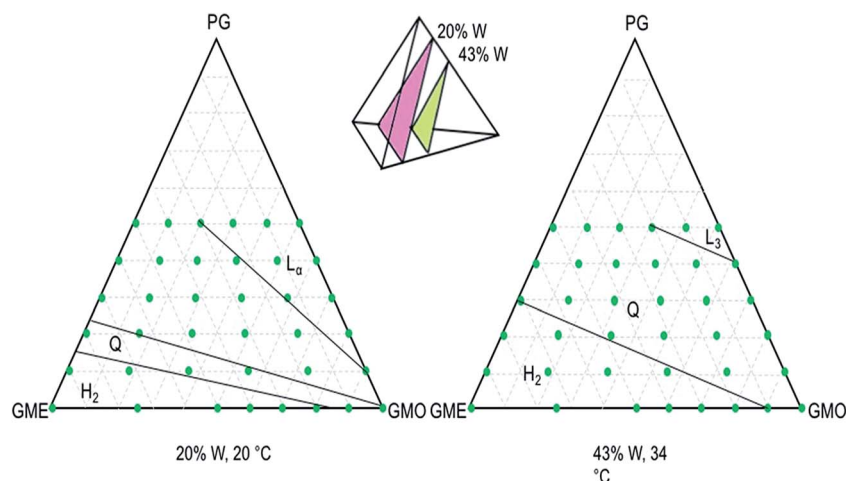 PG
20% W
43% W
PG
Lα
Q
H2
GME
GMO
20% W, 20 °C
L3
Q
H2
GME
GMO
43% W, 34
°C